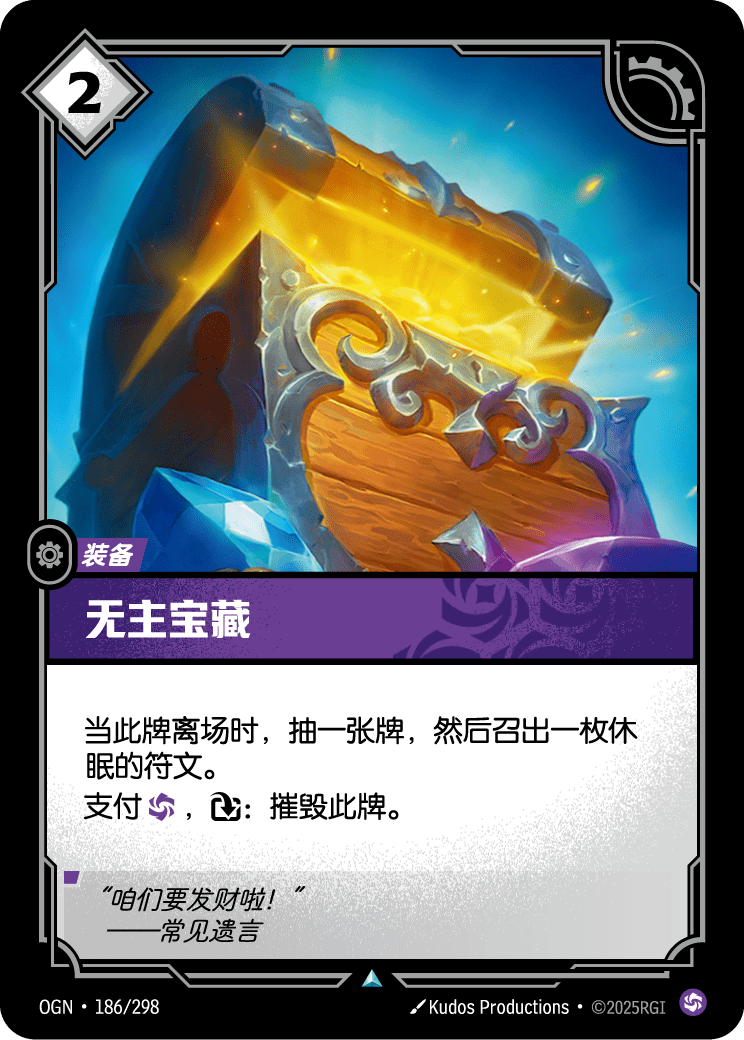 2
装备
无主宝藏
当此牌离场时，抽一张牌，然后召出一枚休
眠的符文。
支付，：摧毁此牌。
“咱们要发财啦！”
——常见遗言
OGN • 186/298
Kudos Productions • ©2025RGI